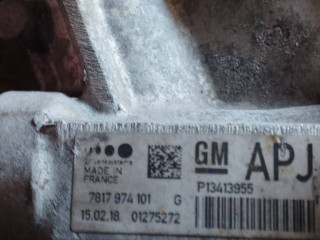 GM APJ
MADE IN
FRANCE
P13413955
7817 974 101 G
15.02.18 01275272